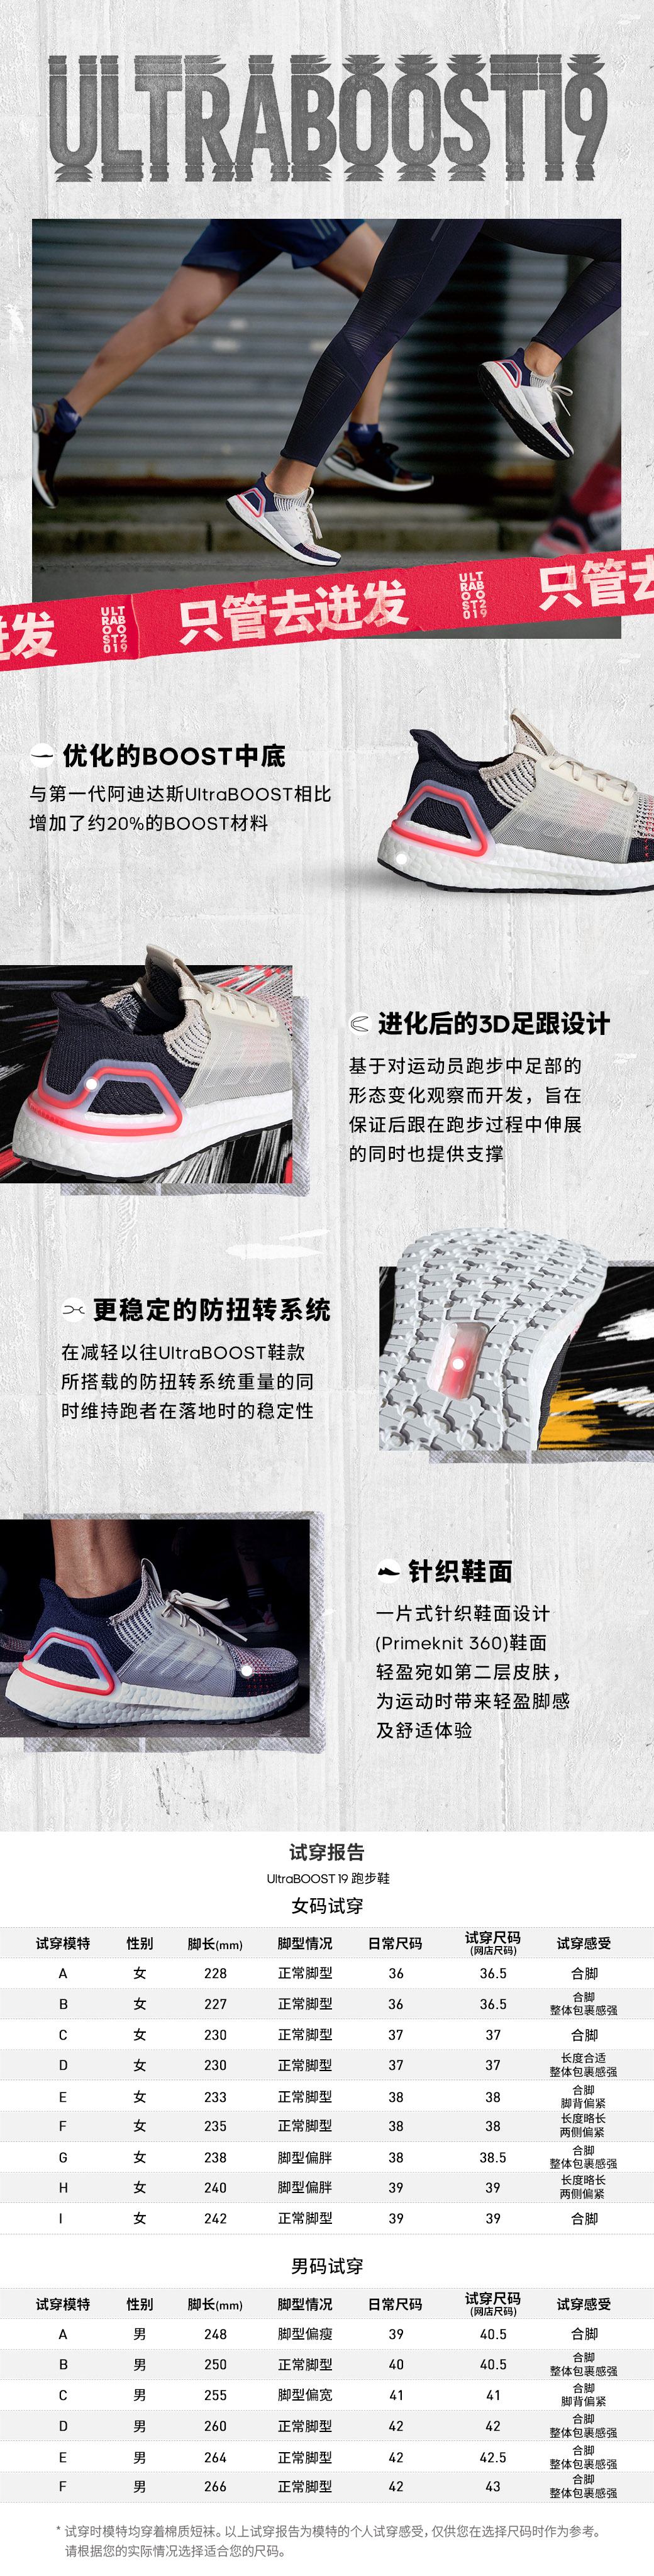 ULTRABOOST19
迸发 ULTRABOOST2019 只管去迸发 ULTRABOOST2019 只管去
优化的BOOST中底
与第一代阿迪达斯UltraBOOST相比
增加了约20%的BOOST材料
进化后的3D足跟设计
基于对运动员跑步中足部的
形态变化观察而开发，旨在
保证后跟在跑步过程中伸展
的同时也提供支撑
更稳定的防扭转系统
在减轻以往UltraBOOST鞋款
所搭载的防扭转系统重量的同
时维持跑者在落地时的稳定性
针织鞋面
一片式针织鞋面设计
(Primeknit 360)鞋面
轻盈宛如第二层皮肤，
为运动时带来轻盈脚感
及舒适体验
试穿报告
UltraBOOST 19 跑步鞋
女码试穿
试穿模特 性别 脚长(mm) 脚型情况 日常尺码 试穿尺码(网店尺码) 试穿感受
A 女 228 正常脚型 36 36.5 合脚
B 女 227 正常脚型 36 36.5 合脚 整体包裹感强
C 女 230 正常脚型 37 37 合脚
D 女 230 正常脚型 37 37 长度合适 整体包裹感强
E 女 233 正常脚型 38 38 合脚 脚背偏紧
F 女 235 正常脚型 38 38 长度略长 两侧偏紧
G 女 238 脚型偏胖 38 38.5 合脚 整体包裹感强
H 女 240 脚型偏胖 39 39 长度略长 两侧偏紧
I 女 242 正常脚型 39 39 合脚
男码试穿
试穿模特 性别 脚长(mm) 脚型情况 日常尺码 试穿尺码(网店尺码) 试穿感受
A 男 248 脚型偏瘦 39 40.5 合脚
B 男 250 正常脚型 40 40.5 合脚 整体包裹感强
C 男 255 脚型偏宽 41 41 合脚 脚背偏紧
D 男 260 正常脚型 42 42 合脚 整体包裹感强
E 男 264 正常脚型 42 42.5 合脚 整体包裹感强
F 男 266 正常脚型 42 43 合脚 整体包裹感强
* 试穿时模特均穿着棉质短袜。以上试穿报告为模特的个人试穿感受，仅供您在选择尺码时作为参考。
请根据您的实际情况选择适合您的尺码。